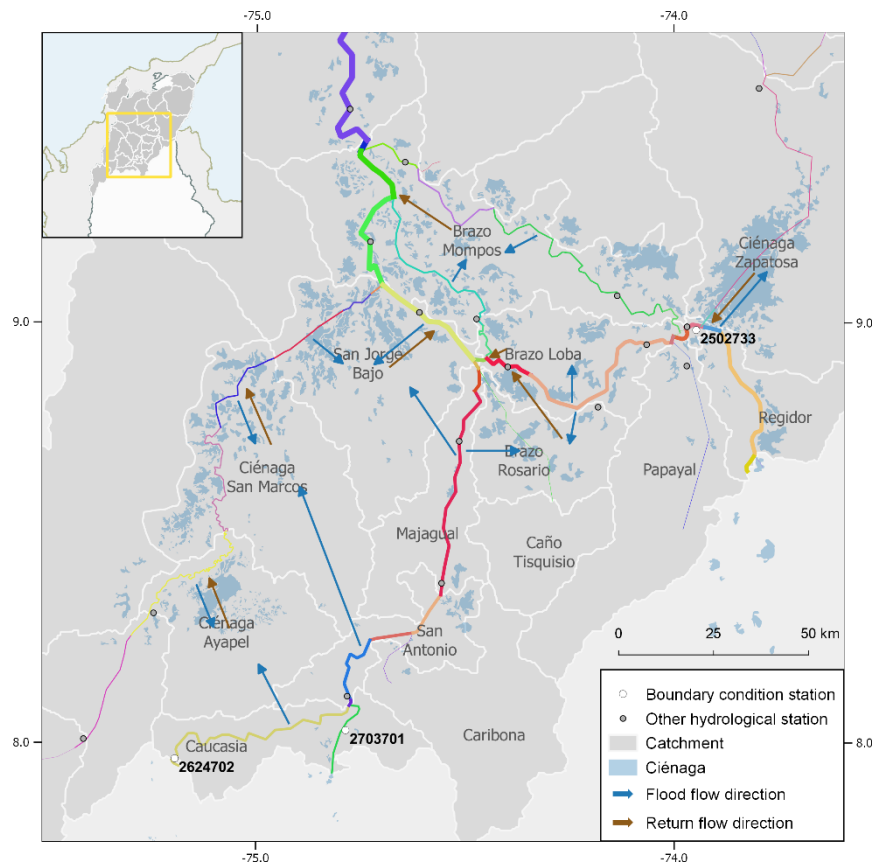 -75.0
-74.0
Brazo
Mompos
Ciénaga
Zapatosa
9.0
9.0
2502733
San Jorge
Bajo
Brazo Loba
Regidor
Ciénaga
San Marcos
Brazo
Rosario
Papayal
Majagual
Caño
Tisquisio
Ciénaga
Ayapel
San
Antonio
0 25 50 km
Boundary condition station
Other hydrological station
Catchment
Ciénaga
Flood flow direction
Return flow direction
8.0
8.0
2703701
Caribona
Caucasia
2624702
-75.0
-74.0